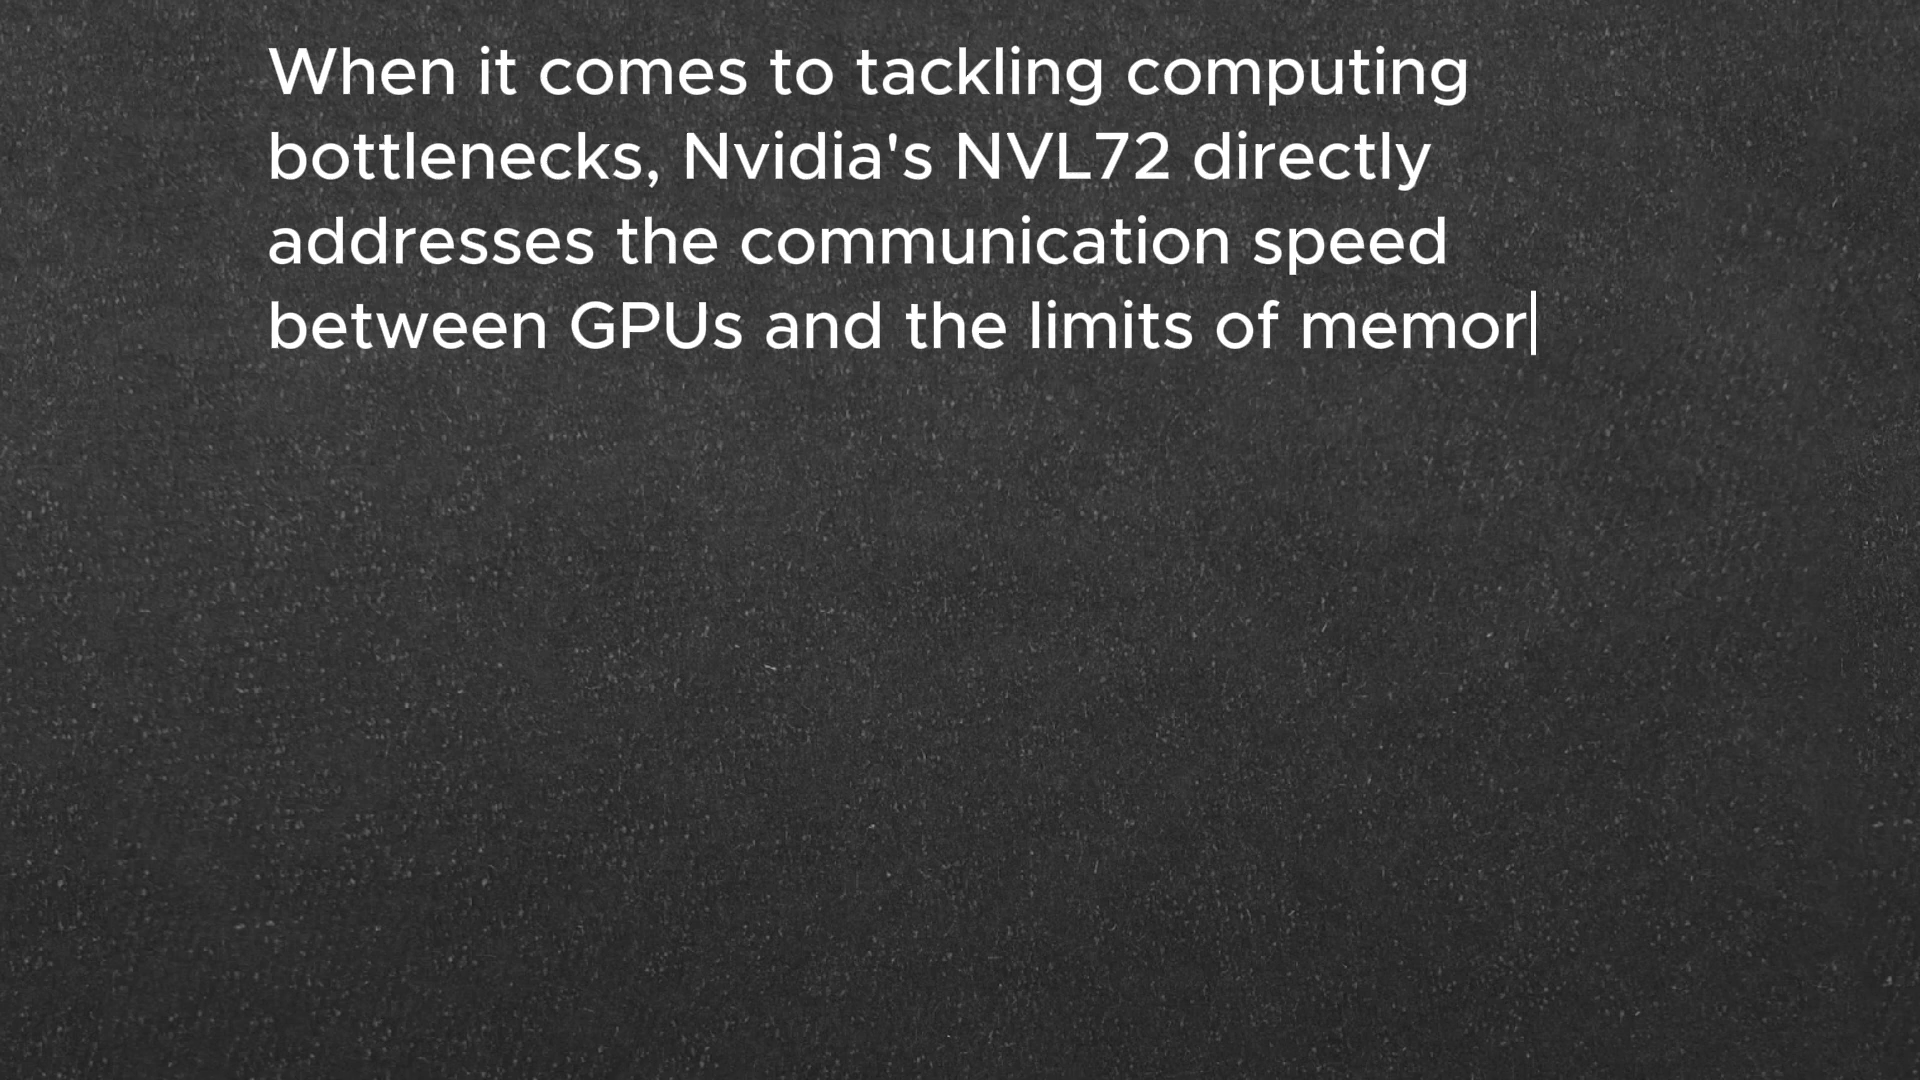 When it comes to tackling computing
bottlenecks, Nvidia's NVL72 directly
addresses the communication speed
between GPUs and the limits of memor